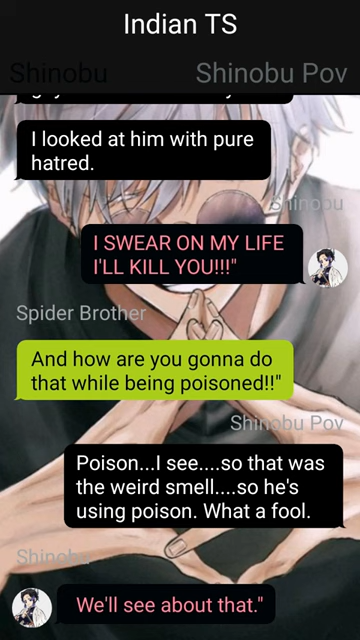 Indian TS
Shinobu
Shinobu Pov
I looked at him with pure
hatred.
Shinobu
I SWEAR ON MY LIFE
I'LL KILL YOU!!!"
Spider Brother
And how are you gonna do
that while being poisoned!!"
Shinobu Pov
Poison...I see....so that was
the weird smell....so he's
using poison. What a fool.
Shinobu
We'll see about that."